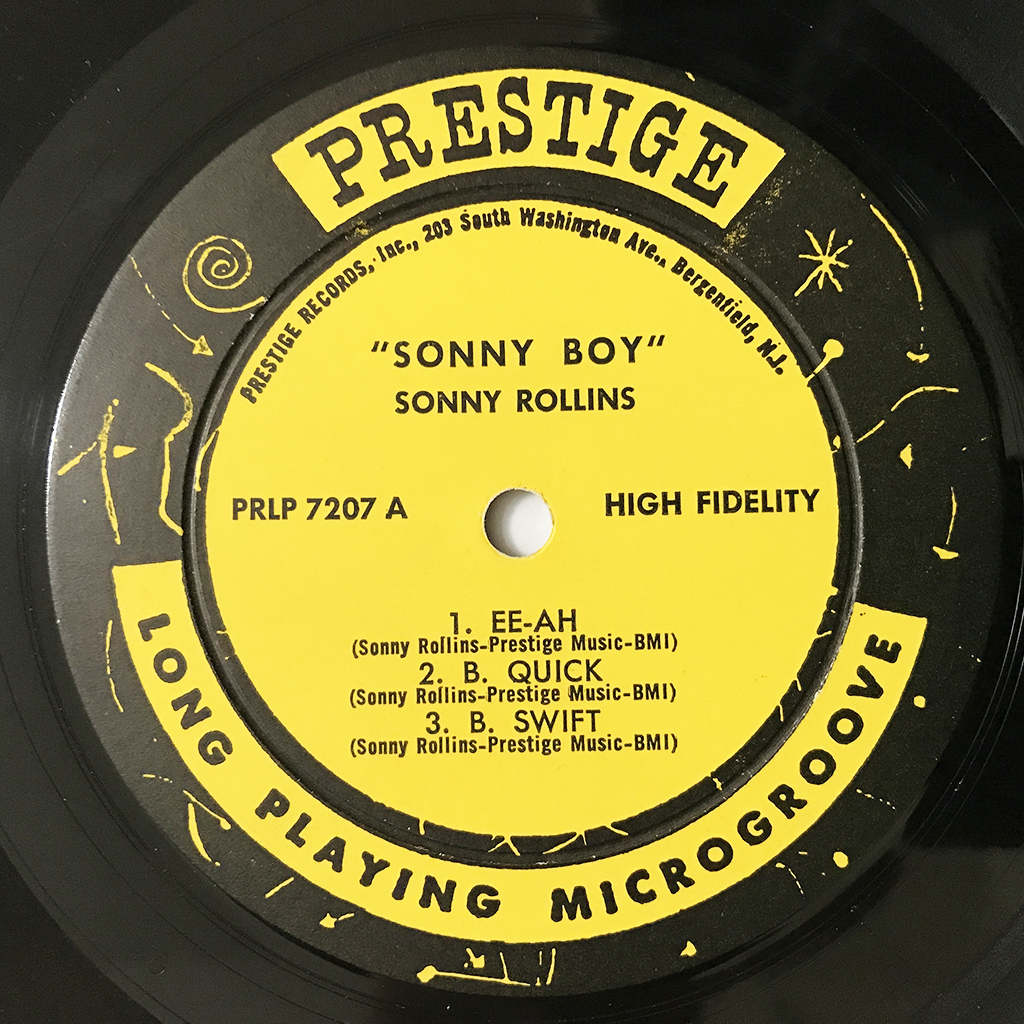 PRESTIGE
PRESTIGE RECORDS, Inc., 203 South Washington Ave., Bergenfield, N.J.
"SONNY BOY"
SONNY ROLLINS
PRLP 7207 A
HIGH FIDELITY
1. EE-AH
(Sonny Rollins-Prestige Music-BMI)
2. B. QUICK
(Sonny Rollins-Prestige Music-BMI)
3. B. SWIFT
(Sonny Rollins-Prestige Music-BMI)
LONG PLAYING MICROGROOVE